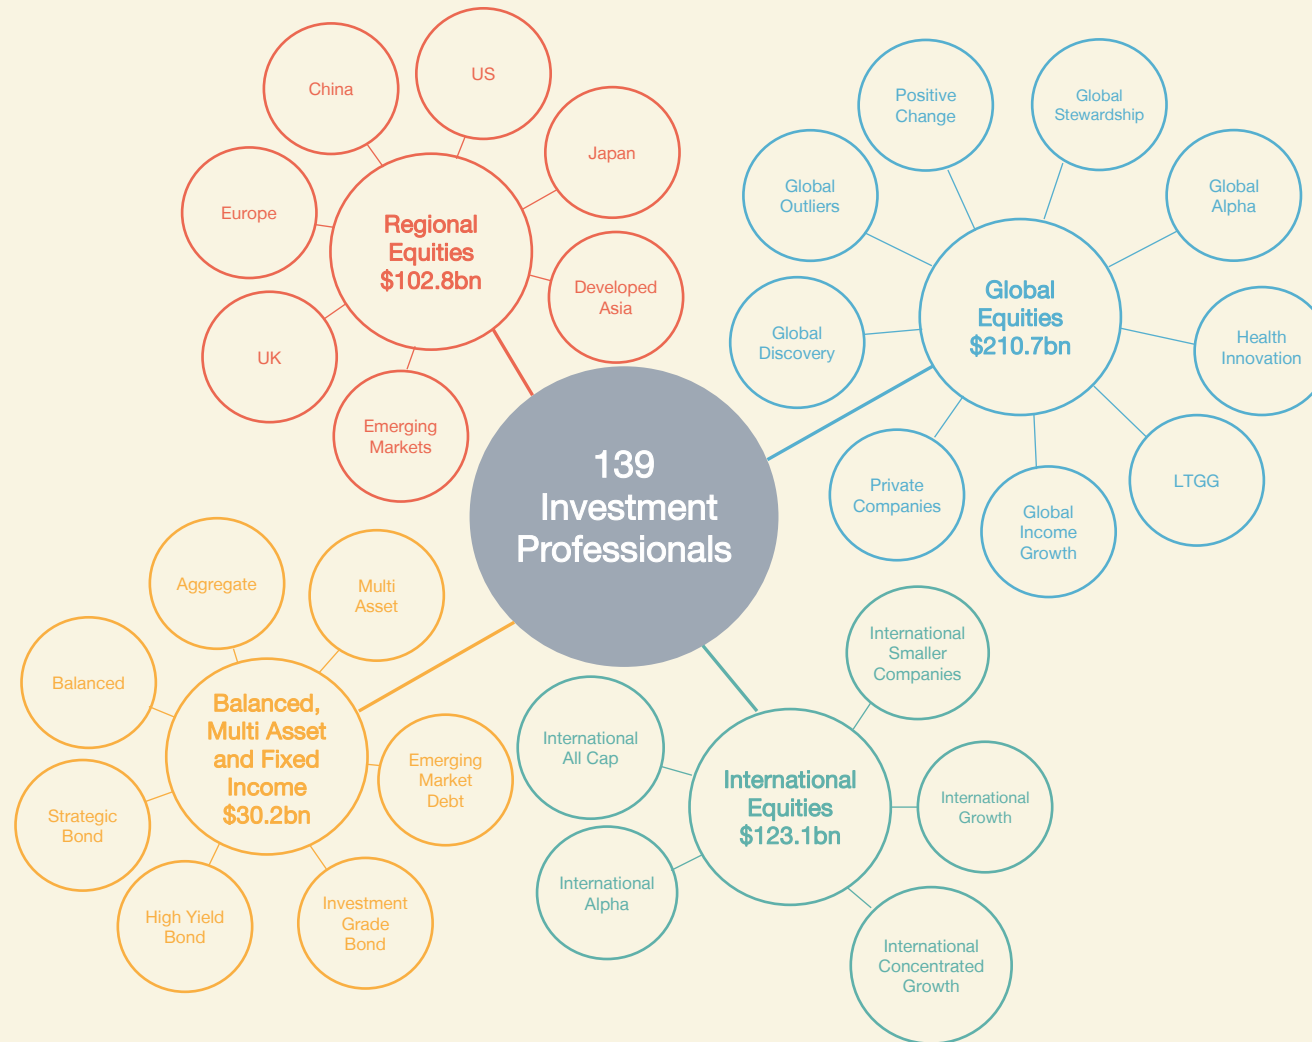 139
Investment
Professionals
Regional
Equities
$102.8bn
China
US
Japan
Developed
Asia
Emerging
Markets
UK
Europe
Global
Equities
$210.7bn
Positive
Change
Global
Stewardship
Global
Alpha
Health
Innovation
LTGG
Global
Income
Growth
Private
Companies
Global
Discovery
Global
Outliers
Balanced,
Multi Asset
and Fixed
Income
$30.2bn
Aggregate
Multi
Asset
Emerging
Market
Debt
Investment
Grade
Bond
High Yield
Bond
Strategic
Bond
Balanced
International
Equities
$123.1bn
International
Smaller
Companies
International
Growth
International
Concentrated
Growth
International
Alpha
International
All Cap